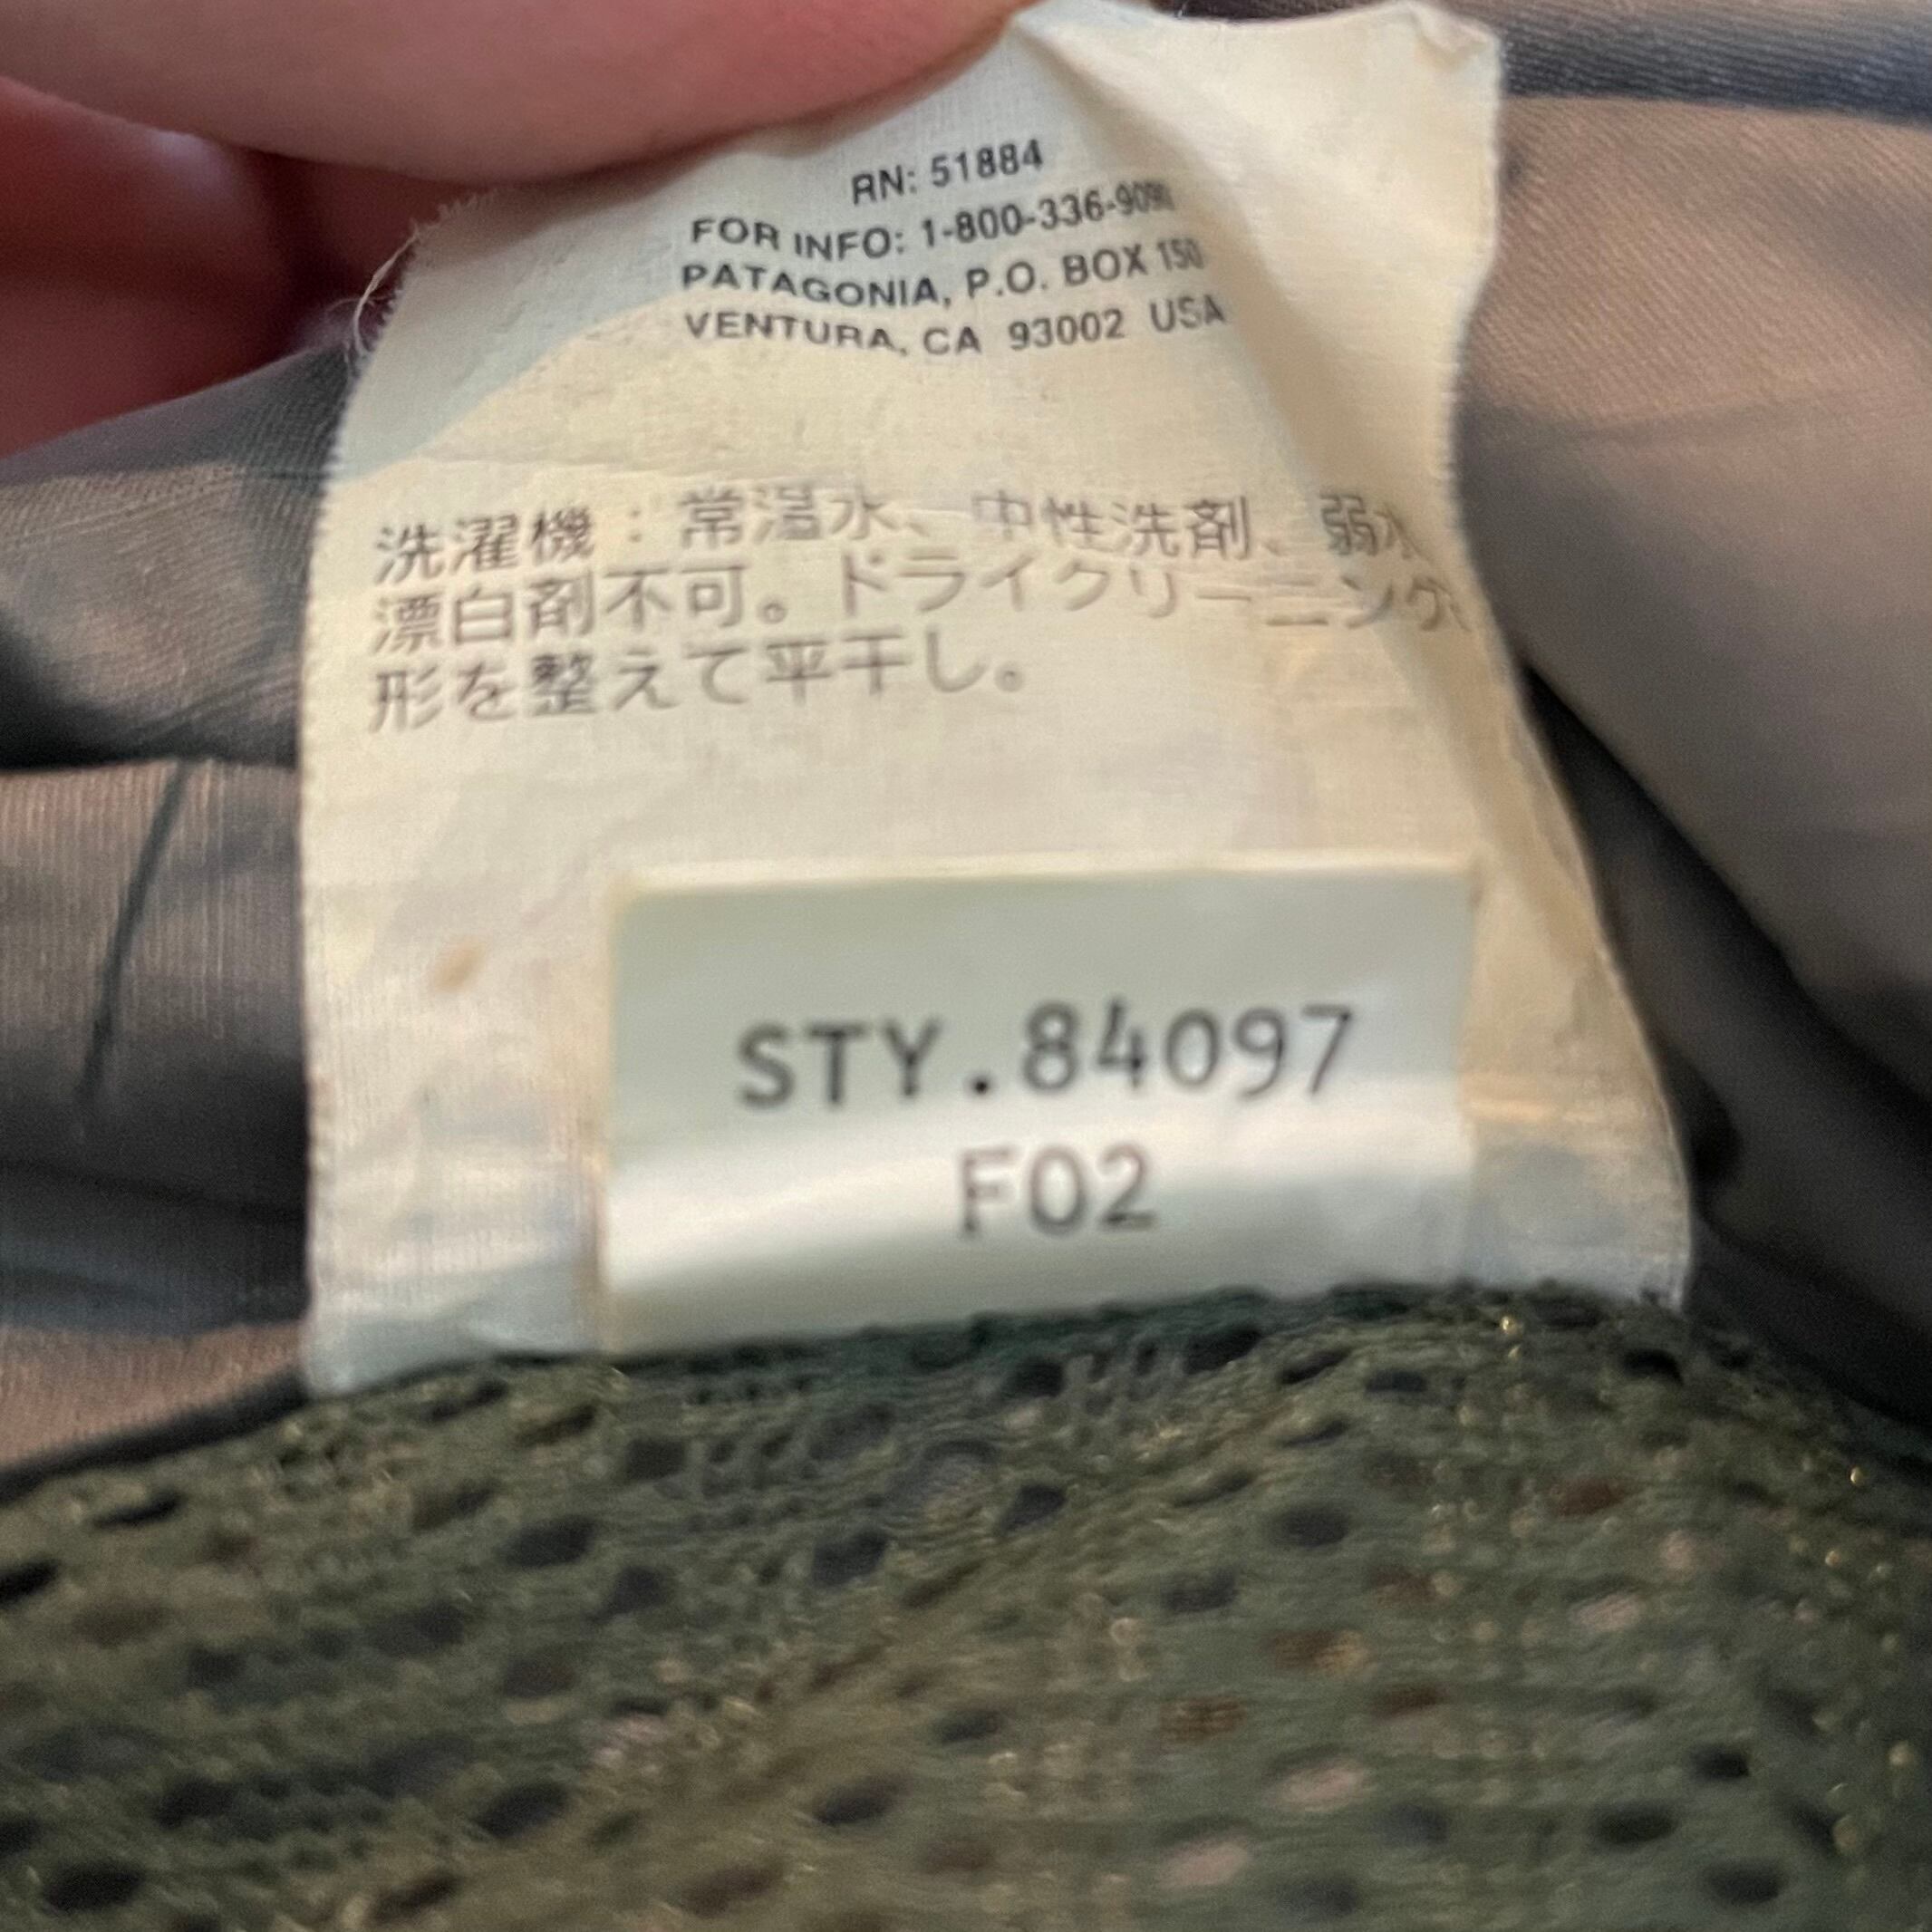 RN: 51884
FOR INFO: 1-800-336-9090
PATAGONIA, P.O. BOX 150
VENTURA, CA 93002 USA
洗濯機：常温水、中性洗剤、弱水
漂白剤不可。ドライクリーニング
形を整えて平干し。
STY.84097
F02